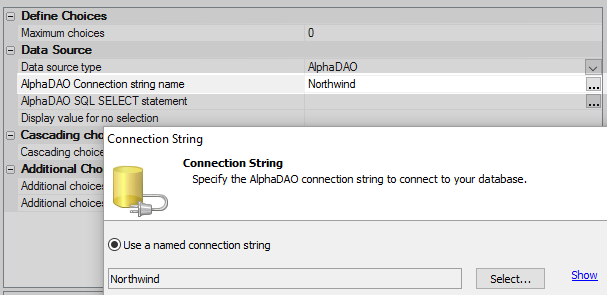 Define Choices
Maximum choices 0
Data Source
Data source type AlphaDAO
AlphaDAO Connection string name Northwind ...
AlphaDAO SQL SELECT statement ...
Display value for no selection
Cascading cho
Cascading choice
Additional Cho
Additional choices
Additional choices
Connection String
Connection String
Specify the AlphaDAO connection string to connect to your database.
Use a named connection string
Northwind Select... Show